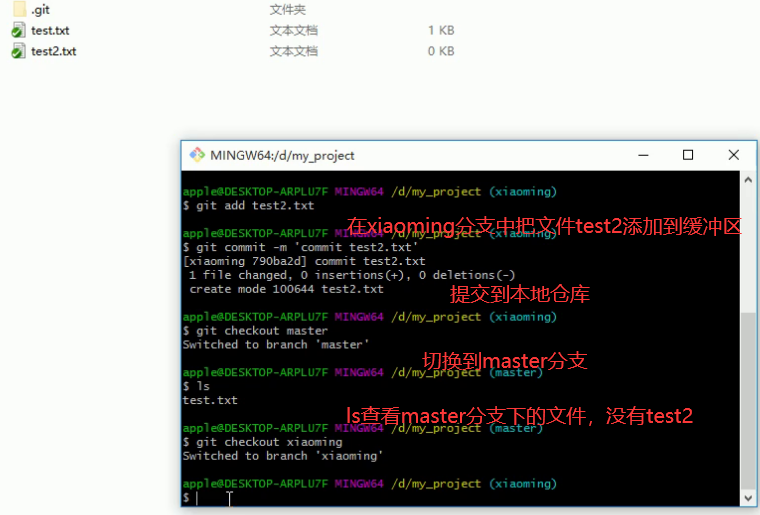 .git 文件夹
test.txt 文本文档 1 KB
test2.txt 文本文档 0 KB
MINGW64:/d/my_project
apple@DESKTOP-ARPLU7F MINGW64 /d/my_project (xiaoming)
$ git add test2.txt
在xiaoming分支中把文件test2添加到缓冲区
apple@DESKTOP-ARPLU7F MINGW64 /d/my_project (xiaoming)
$ git commit -m 'commit test2.txt'
[xiaoming 790ba2d] commit test2.txt
1 file changed, 0 insertions(+), 0 deletions(-)
create mode 100644 test2.txt
提交到本地仓库
apple@DESKTOP-ARPLU7F MINGW64 /d/my_project (xiaoming)
$ git checkout master
Switched to branch 'master'
切换到master分支
apple@DESKTOP-ARPLU7F MINGW64 /d/my_project (master)
$ ls
test.txt
ls查看master分支下的文件，没有test2
apple@DESKTOP-ARPLU7F MINGW64 /d/my_project (master)
$ git checkout xiaoming
Switched to branch 'xiaoming'
apple@DESKTOP-ARPLU7F MINGW64 /d/my_project (xiaoming)
$